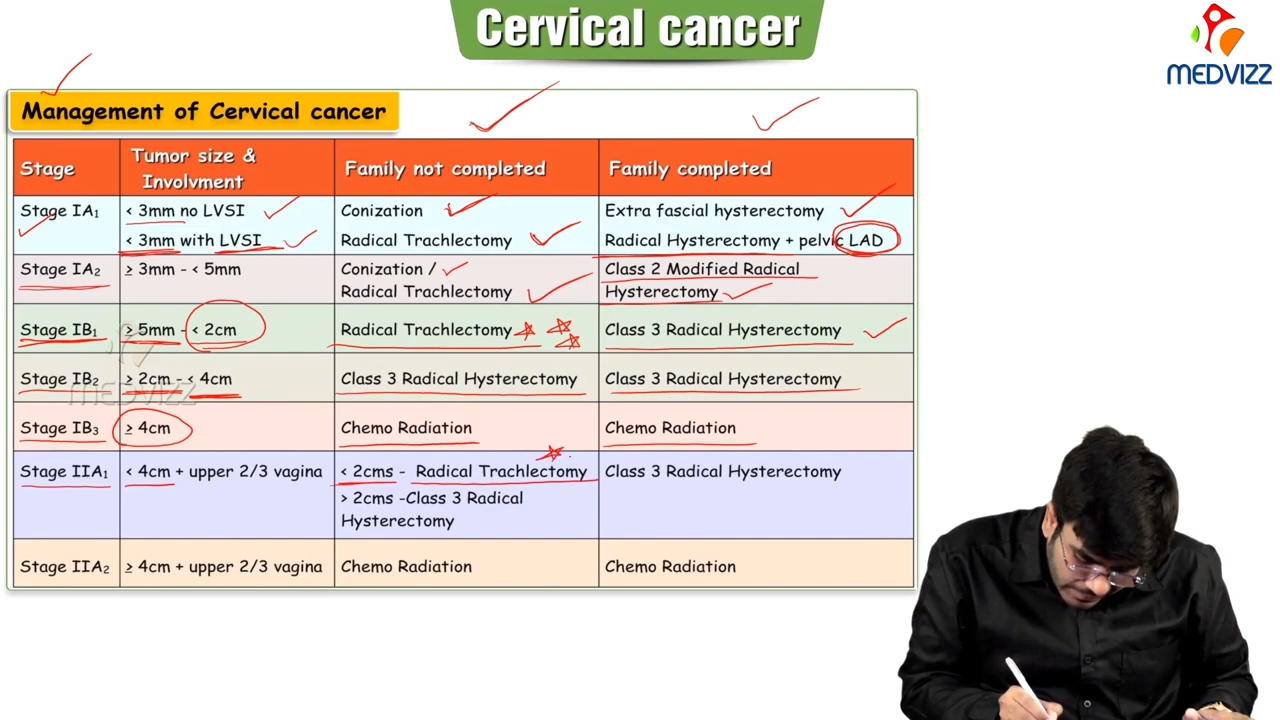 Cervical cancer
MEDVIZZ
Management of Cervical cancer
Stage
Tumor size &
Involvment
Family not completed
Family completed
Stage IA₁
< 3mm no LVSI
Conization
Extra fascial hysterectomy
< 3mm with LVSI
Radical Trachlectomy
Radical Hysterectomy + pelvic LAD
Stage IA₂
≥ 3mm - < 5mm
Conization /
Radical Trachlectomy
Class 2 Modified Radical
Hysterectomy
Stage IB₁
≥ 5mm - < 2cm
Radical Trachlectomy
Class 3 Radical Hysterectomy
Stage IB₂
≥ 2cm - < 4cm
Class 3 Radical Hysterectomy
Class 3 Radical Hysterectomy
MEDVIZZ
Stage IB₃
≥ 4cm
Chemo Radiation
Chemo Radiation
Stage IIA₁
< 4cm + upper 2/3 vagina
< 2cms - Radical Trachlectomy
> 2cms -Class 3 Radical
Hysterectomy
Class 3 Radical Hysterectomy
Stage IIA₂
≥ 4cm + upper 2/3 vagina
Chemo Radiation
Chemo Radiation